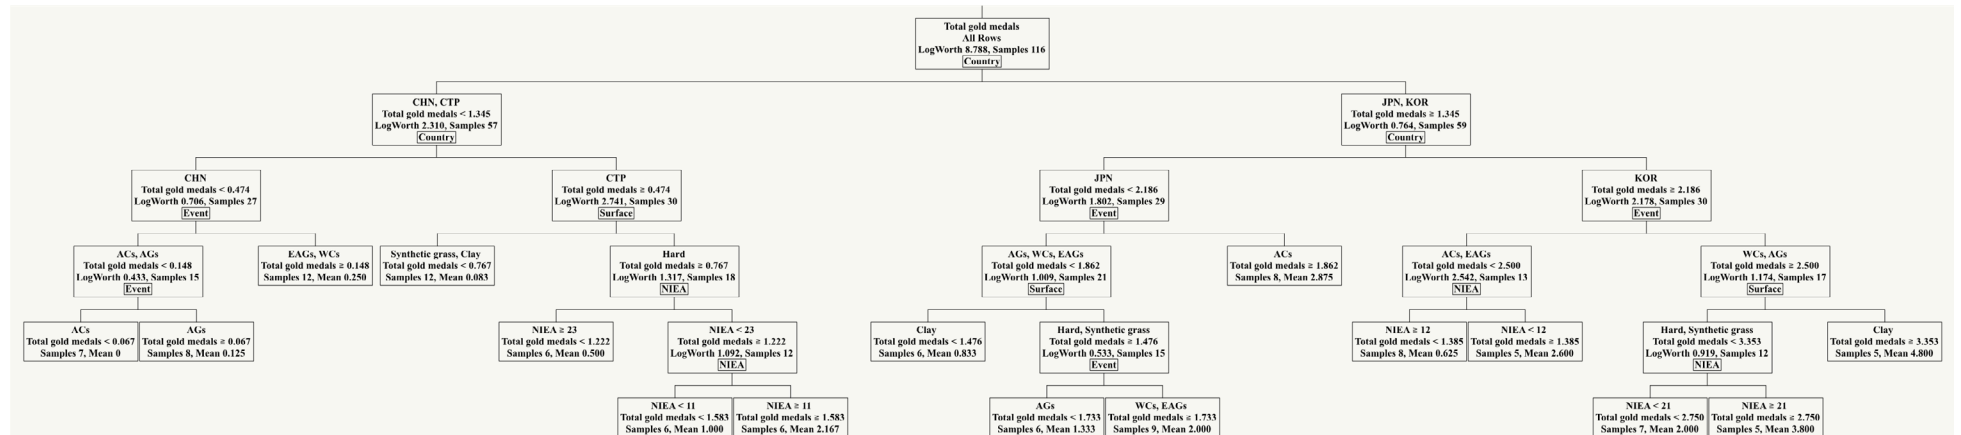 Total gold medals
All Rows
LogWorth 8.788, Samples 116
Country
CHN, CTP
Total gold medals < 1.345
LogWorth 2.310, Samples 57
Country
JPN, KOR
Total gold medals ≥ 1.345
LogWorth 0.764, Samples 59
Country
CHN
Total gold medals < 0.474
LogWorth 0.706, Samples 27
Event
CTP
Total gold medals ≥ 0.474
LogWorth 2.741, Samples 30
Surface
JPN
Total gold medals < 2.186
LogWorth 1.802, Samples 29
Event
KOR
Total gold medals ≥ 2.186
LogWorth 2.178, Samples 30
Event
ACs, AGs
Total gold medals < 0.148
LogWorth 0.433, Samples 15
Event
EAGs, WCs
Total gold medals ≥ 0.148
Samples 12, Mean 0.250
Synthetic grass, Clay
Total gold medals < 0.767
Samples 12, Mean 0.083
Hard
Total gold medals ≥ 0.767
LogWorth 1.317, Samples 18
NIEA
AGs, WCs, EAGs
Total gold medals < 1.862
LogWorth 1.009, Samples 21
Surface
ACs
Total gold medals ≥ 1.862
Samples 8, Mean 2.875
ACs, EAGs
Total gold medals < 2.500
LogWorth 2.542, Samples 13
NIEA
WCs, AGs
Total gold medals ≥ 2.500
LogWorth 1.174, Samples 17
Surface
ACs
Total gold medals < 0.067
Samples 7, Mean 0
AGs
Total gold medals ≥ 0.067
Samples 8, Mean 0.125
NIEA ≥ 23
Total gold medals < 1.222
Samples 6, Mean 0.500
NIEA < 23
Total gold medals ≥ 1.222
LogWorth 1.092, Samples 12
NIEA
Clay
Total gold medals < 1.476
Samples 6, Mean 0.833
Hard, Synthetic grass
Total gold medals ≥ 1.476
LogWorth 0.533, Samples 15
Event
NIEA ≥ 12
Total gold medals < 1.385
Samples 8, Mean 0.625
NIEA < 12
Total gold medals ≥ 1.385
Samples 5, Mean 2.600
Hard, Synthetic grass
Total gold medals < 3.353
LogWorth 0.919, Samples 12
NIEA
Clay
Total gold medals ≥ 3.353
Samples 5, Mean 4.800
NIEA < 11
Total gold medals < 1.583
Samples 6, Mean 1.000
NIEA ≥ 11
Total gold medals ≥ 1.583
Samples 6, Mean 2.167
AGs
Total gold medals < 1.733
Samples 6, Mean 1.333
WCs, EAGs
Total gold medals ≥ 1.733
Samples 9, Mean 2.000
NIEA < 21
Total gold medals < 2.750
Samples 7, Mean 2.000
NIEA ≥ 21
Total gold medals ≥ 2.750
Samples 5, Mean 3.800